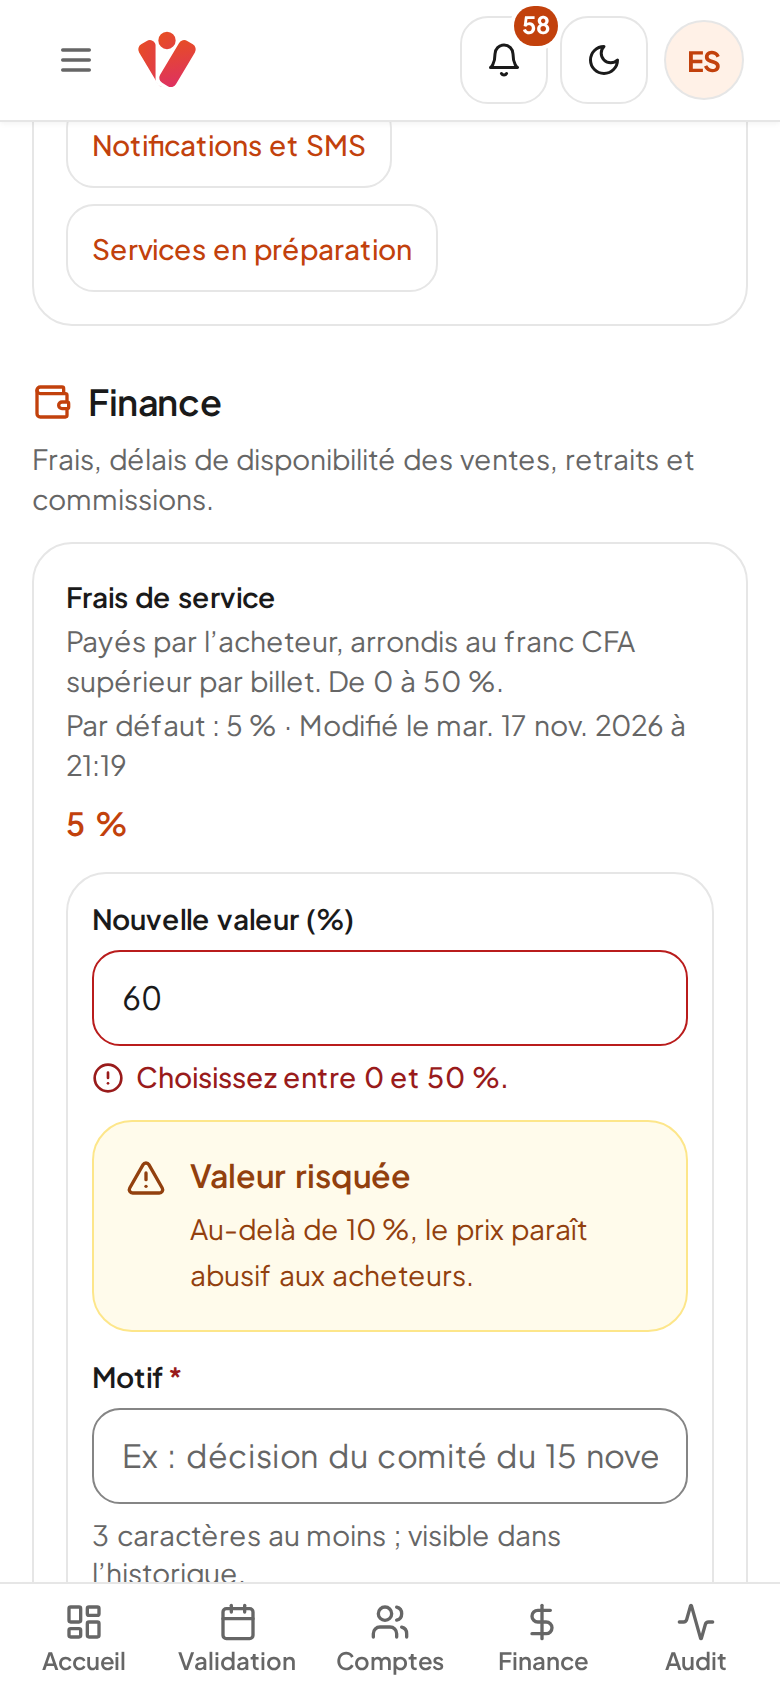 58
ES
Notifications et SMS
Services en préparation
Finance
Frais, délais de disponibilité des ventes, retraits et
commissions.
Frais de service
Payés par l’acheteur, arrondis au franc CFA
supérieur par billet. De 0 à 50 %.
Par défaut : 5 % · Modifié le mar. 17 nov. 2026 à
21:19
5 %
Nouvelle valeur (%)
60
Choisissez entre 0 et 50 %.
Valeur risquée
Au-delà de 10 %, le prix paraît
abusif aux acheteurs.
Motif *
Ex : décision du comité du 15 nove
3 caractères au moins ; visible dans
l’historique.
Accueil
Validation
Comptes
Finance
Audit